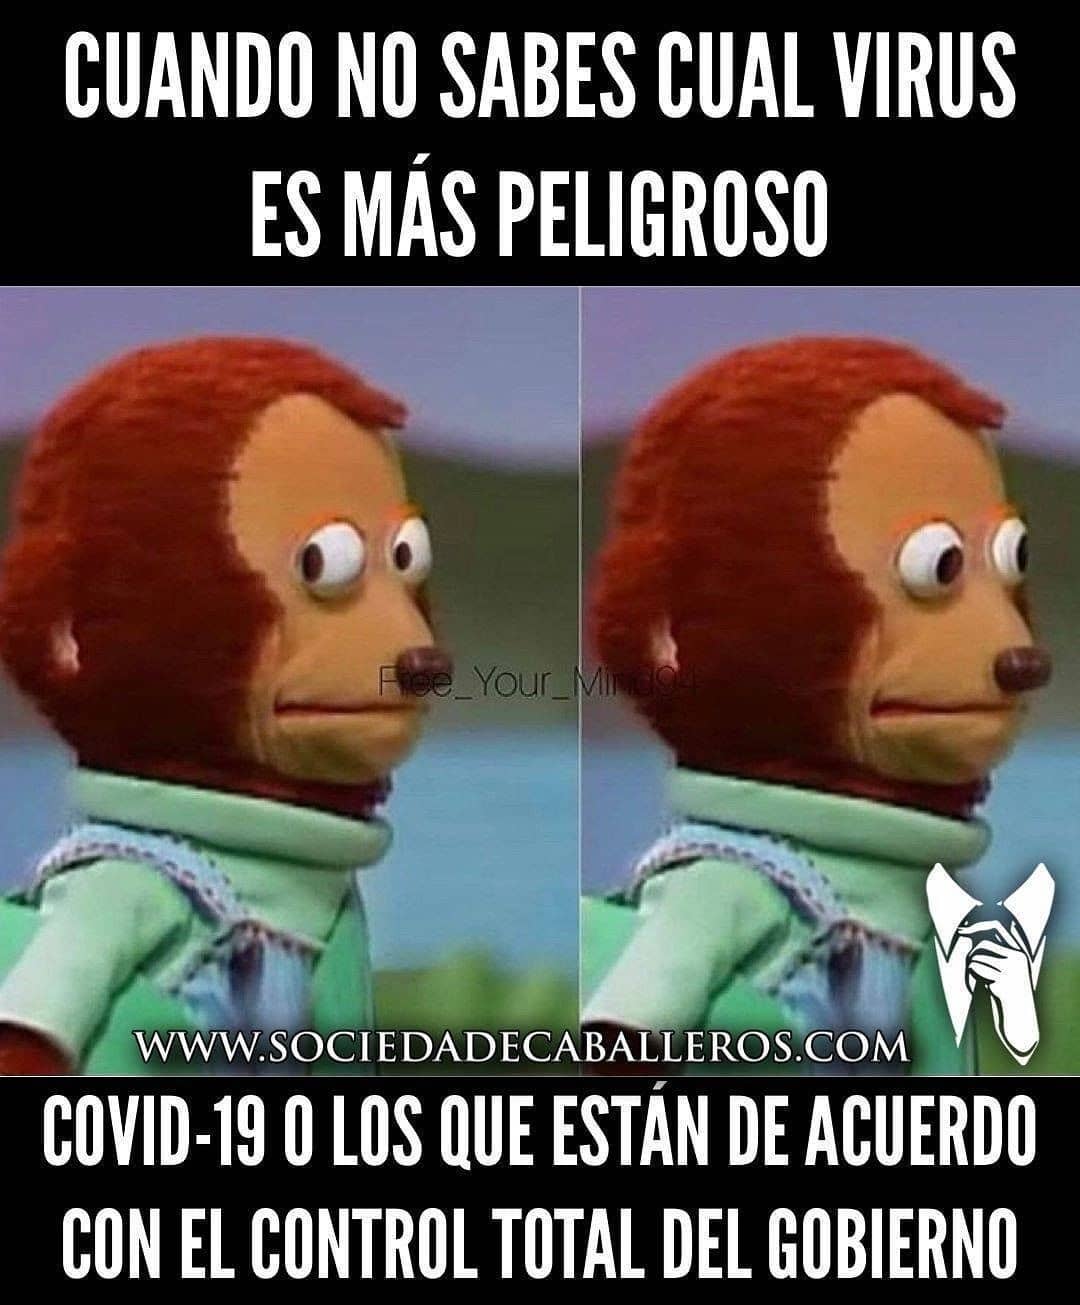 CUANDO NO SABES CUAL VIRUS
ES MÁS PELIGROSO
Free_Your_Mind94
WWW.SOCIEDADECABALLEROS.COM
COVID-19 O LOS QUE ESTÁN DE ACUERDO
CON EL CONTROL TOTAL DEL GOBIERNO